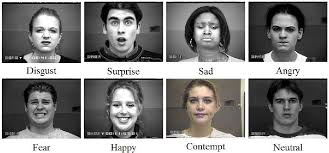 Disgust Surprise Sad Angry
Fear Happy Contempt Neutral